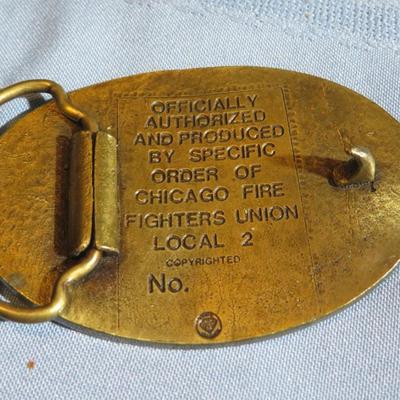 OFFICIALLY
AUTHORIZED
AND PRODUCED
BY SPECIFIC
ORDER OF
CHICAGO FIRE
FIGHTERS UNION
LOCAL 2
COPYRIGHTED
No.